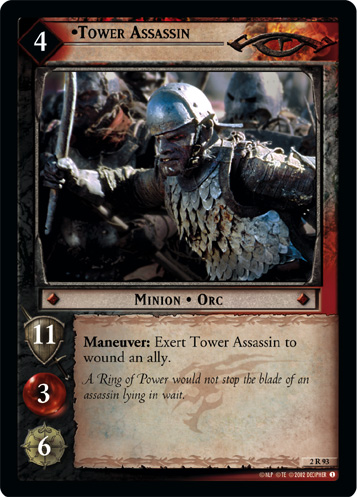 4
•Tower Assassin
Minion • Orc
11
Maneuver: Exert Tower Assassin to
wound an ally.
3
A Ring of Power would not stop the blade of an
assassin lying in wait.
6
2 R 93
©NLP ©TE ©2002 DECIPHER